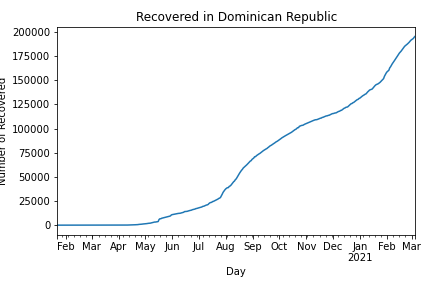 Recovered in Dominican Republic
Number of Recovered
200000
175000
150000
125000
100000
75000
50000
25000
0
Feb Mar Apr May Jun Jul Aug Sep Oct Nov Dec Jan Feb Mar
2021
Day